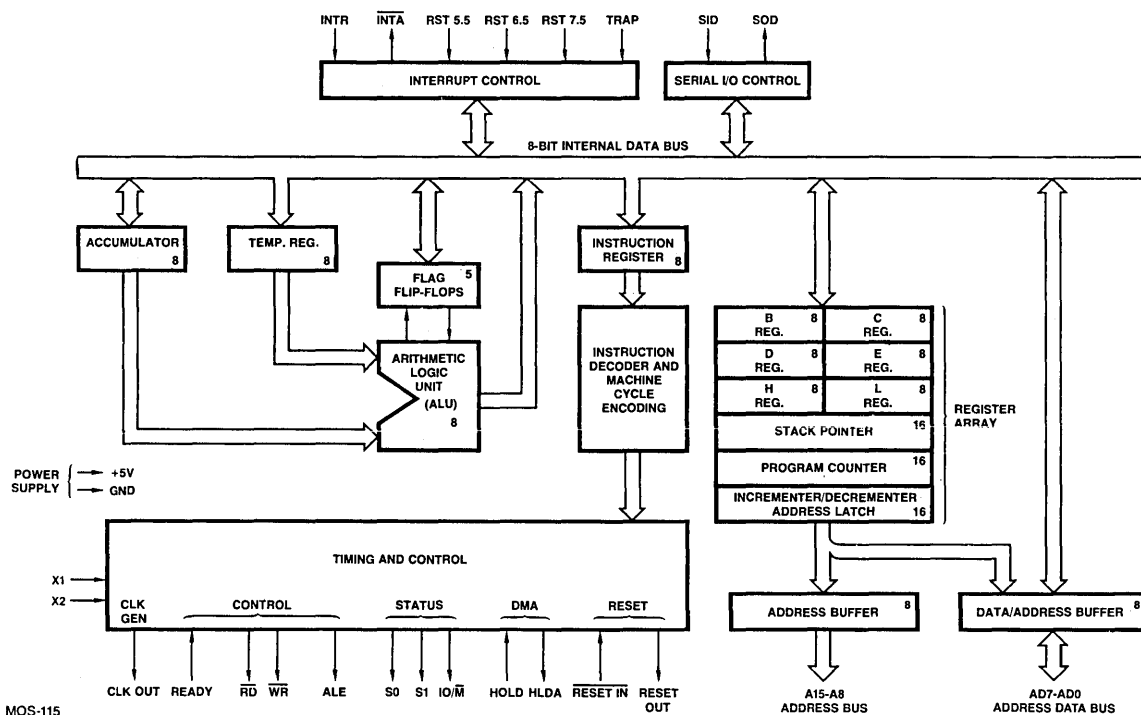 INTR INTA RST 5.5 RST 6.5 RST 7.5 TRAP SID SOD
INTERRUPT CONTROL
SERIAL I/O CONTROL
8-BIT INTERNAL DATA BUS
ACCUMULATOR
8
TEMP. REG.
8
INSTRUCTION
REGISTER
8
FLAG
FLIP-FLOPS
5
ARITHMETIC
LOGIC
UNIT
(ALU)
8
INSTRUCTION
DECODER AND
MACHINE
CYCLE
ENCODING
B
REG.
8
C
REG.
8
D
REG.
8
E
REG.
8
H
REG.
8
L
REG.
8
STACK POINTER
16
PROGRAM COUNTER
16
INCREMENTER/DECREMENTER
ADDRESS LATCH
16
REGISTER
ARRAY
POWER
SUPPLY
+5V
GND
TIMING AND CONTROL
X1
X2
CLK
GEN
CONTROL
STATUS
DMA
RESET
ADDRESS BUFFER
8
DATA/ADDRESS BUFFER
8
CLK OUT READY RD WR ALE S0 S1 IO/M HOLD HLDA RESET IN RESET
OUT
A15-A8
ADDRESS BUS
AD7-AD0
ADDRESS DATA BUS
MOS-115